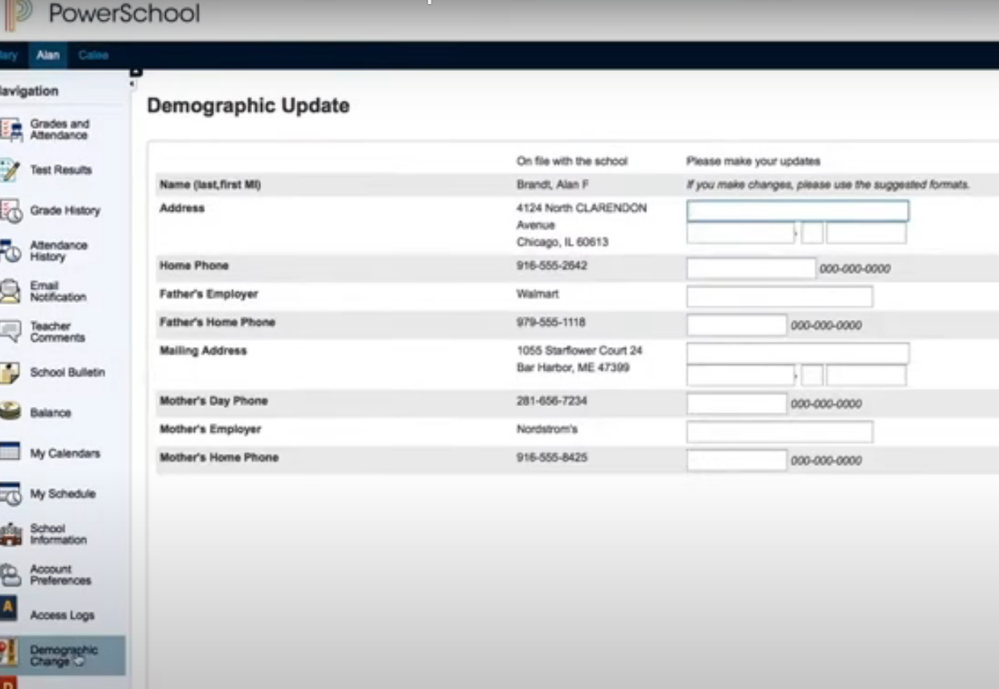 PowerSchool
Alan Calee
Navigation
Demographic Update
Grades and
Attendance
Test Results
Grade History
Attendance
History
Email
Notification
Teacher
Comments
School Bulletin
Balance
My Calendars
My Schedule
School
Information
Account
Preferences
Access Logs
Demographic
Change
On file with the school Please make your updates
Name (last,first MI) Brandt, Alan F If you make changes, please use the suggested formats.
Address 4124 North CLARENDON
Avenue
Chicago, IL 60613
,
Home Phone 916-555-2642 000-000-0000
Father's Employer Walmart
Father's Home Phone 979-555-1118 000-000-0000
Mailing Address 1055 Starflower Court 24
Bar Harbor, ME 47399 ,
Mother's Day Phone 281-656-7234 000-000-0000
Mother's Employer Nordstrom's
Mother's Home Phone 916-555-8425 000-000-0000